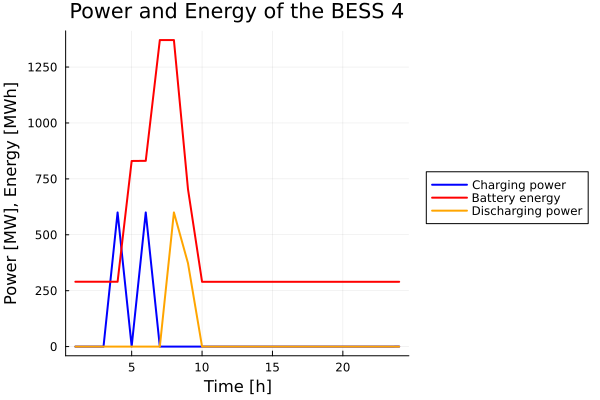 Power and Energy of the BESS 4
Power [MW], Energy [MWh]
1250
1000
750
500
250
0
5
10
15
20
Time [h]
Charging power
Battery energy
Discharging power